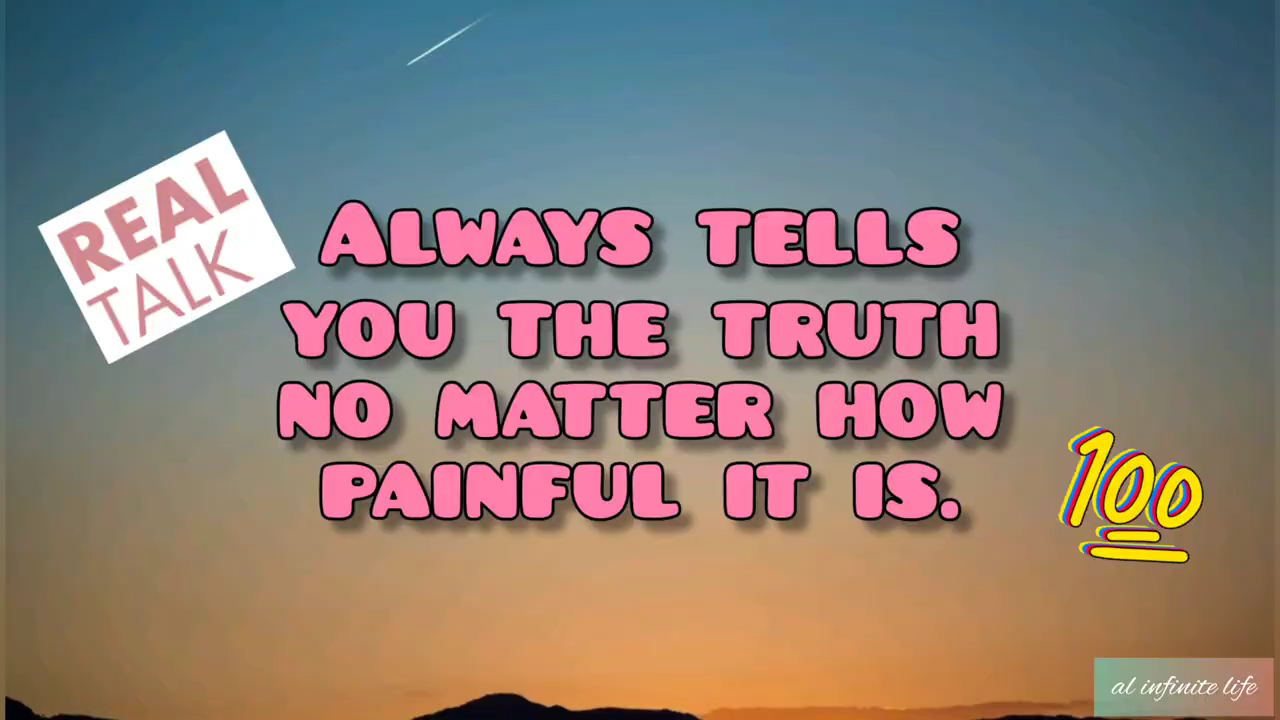 REAL
TALK
ALWAYS TELLS
YOU THE TRUTH
NO MATTER HOW
PAINFUL IT IS.
100
al infinite life